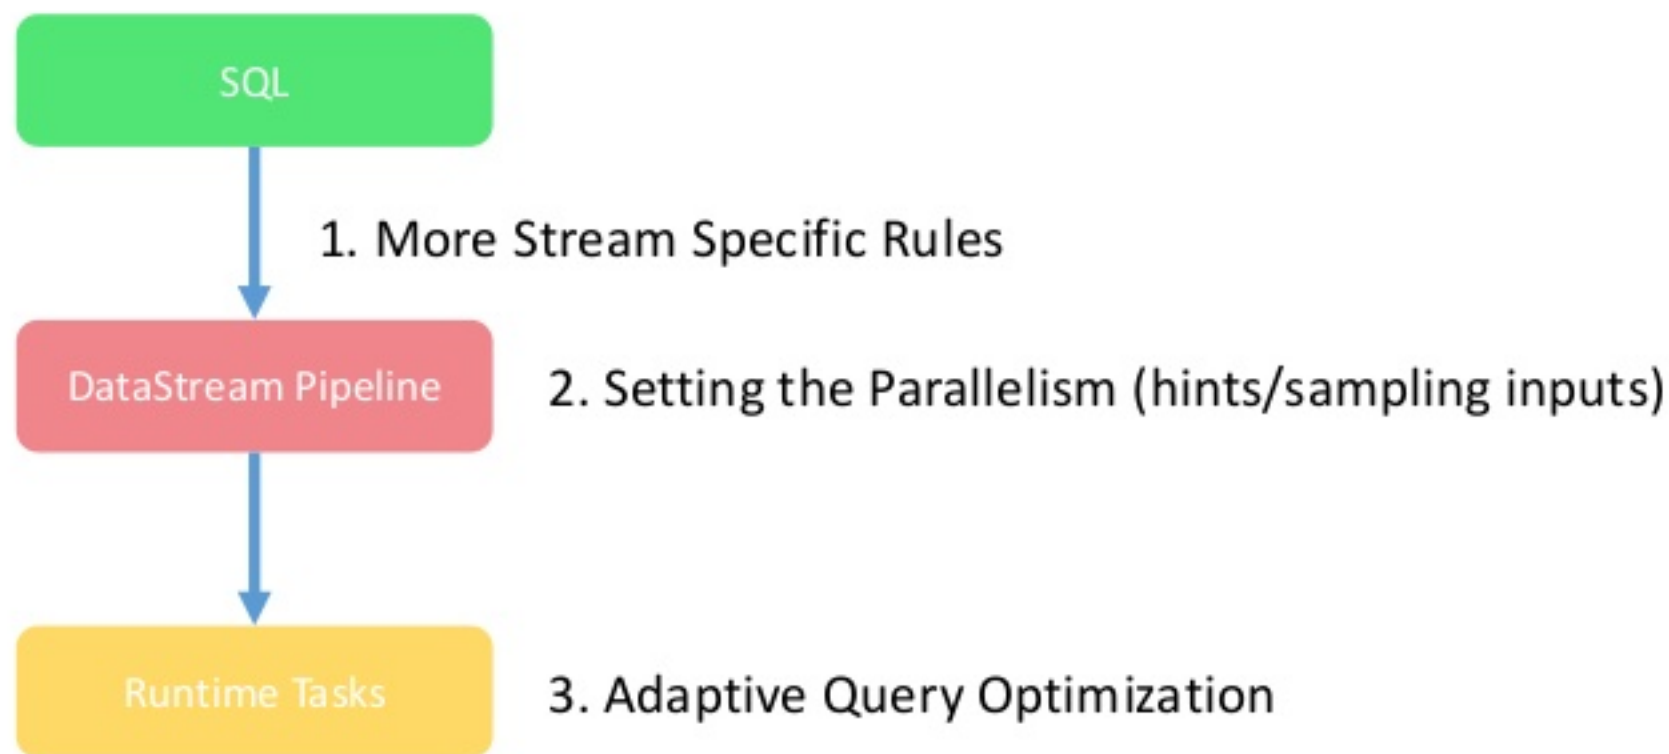 SQL
1. More Stream Specific Rules
DataStream Pipeline
2. Setting the Parallelism (hints/sampling inputs)
Runtime Tasks
3. Adaptive Query Optimization